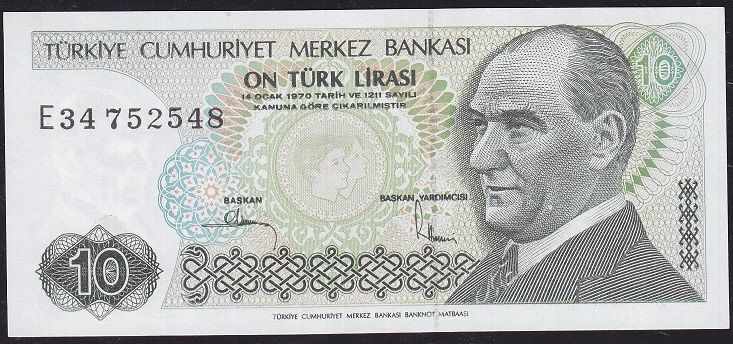 TÜRKİYE CUMHURİYET MERKEZ BANKASI
ON TÜRK LİRASI
14 OCAK 1970 TARİH VE 1211 SAYILI
KANUNA GÖRE ÇIKARILMIŞTIR
10
E34 752548
BAŞKAN
BAŞKAN YARDIMCISI
10
TÜRKİYE CUMHURİYET MERKEZ BANKASI BANKNOT MATBAASI